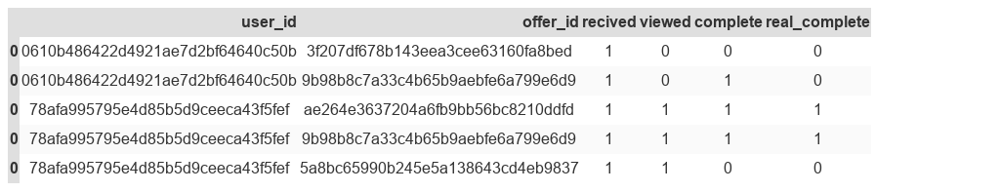 user_id offer_id recived viewed complete real_complete
0 0610b486422d4921ae7d2bf64640c50b 3f207df678b143eea3cee63160fa8bed 1 0 0 0
0 0610b486422d4921ae7d2bf64640c50b 9b98b8c7a33c4b65b9aebfe6a799e6d9 1 0 1 0
0 78afa995795e4d85b5d9ceeca43f5fef ae264e3637204a6fb9bb56bc8210ddfd 1 1 1 1
0 78afa995795e4d85b5d9ceeca43f5fef 9b98b8c7a33c4b65b9aebfe6a799e6d9 1 1 1 1
0 78afa995795e4d85b5d9ceeca43f5fef 5a8bc65990b245e5a138643cd4eb9837 1 1 0 0